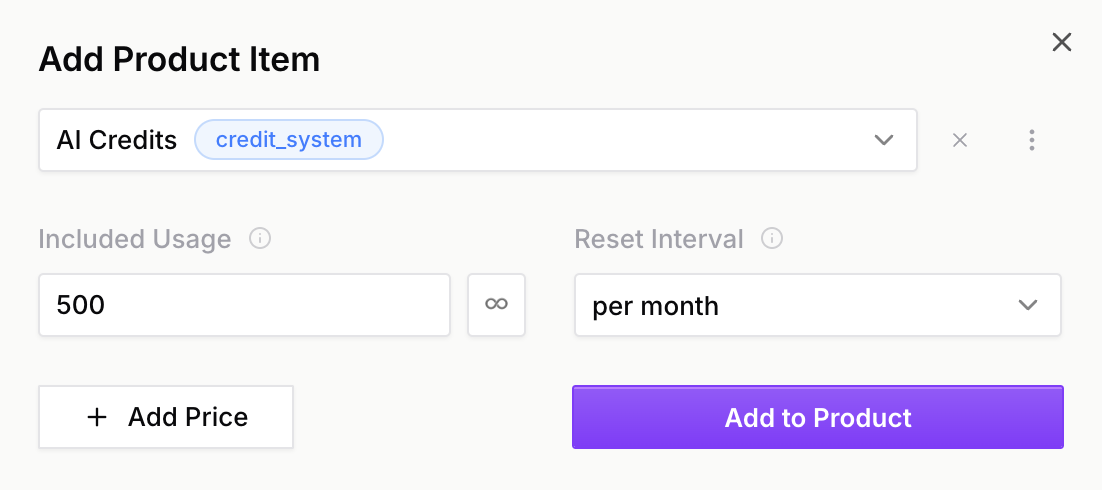 Add Product Item
AI Credits credit_system
Included Usage Reset Interval
500 ∞ per month
+ Add Price Add to Product